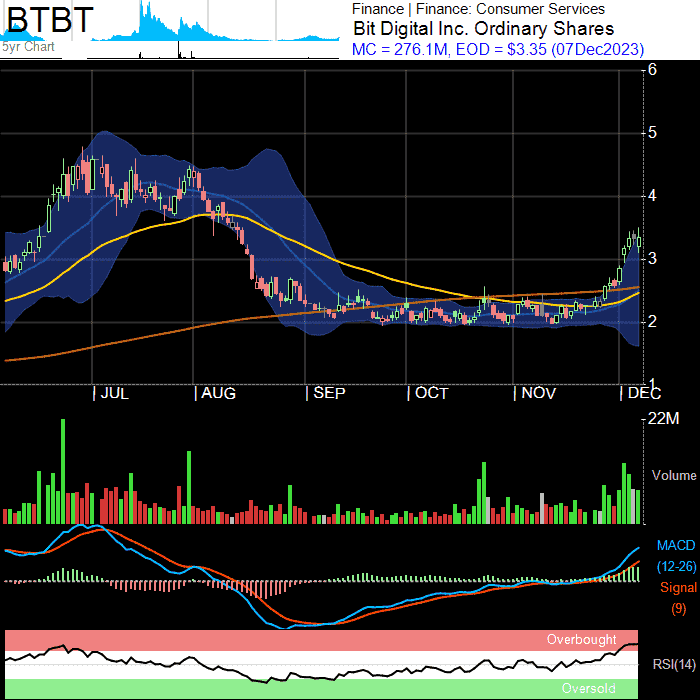 BTBT
5yr Chart
Finance | Finance: Consumer Services
Bit Digital Inc. Ordinary Shares
MC = 276.1M, EOD = $3.35 (07Dec2023)
6
5
4
3
2
1
JUL AUG SEP OCT NOV DEC
22M
Volume
MACD
(12-26)
Signal
(9)
Overbought
RSI(14)
Oversold